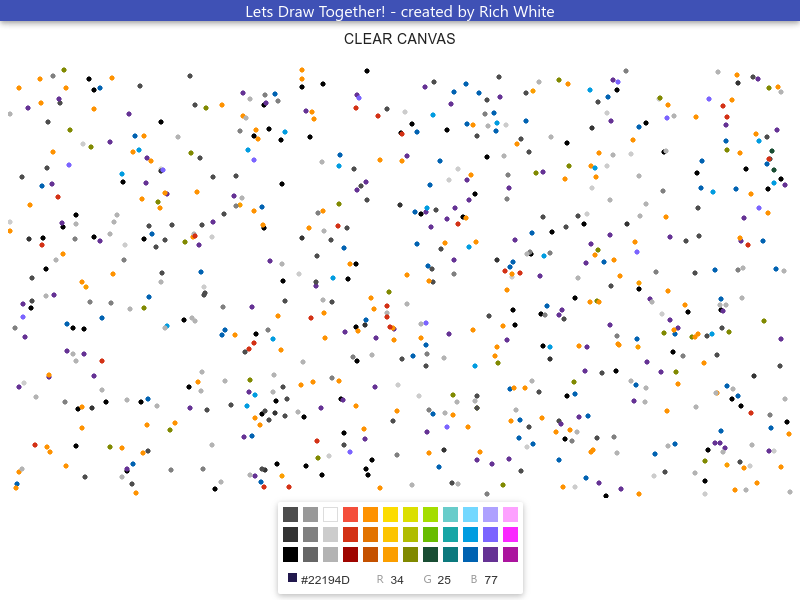 Lets Draw Together! - created by Rich White
CLEAR CANVAS
#22194D R 34 G 25 B 77